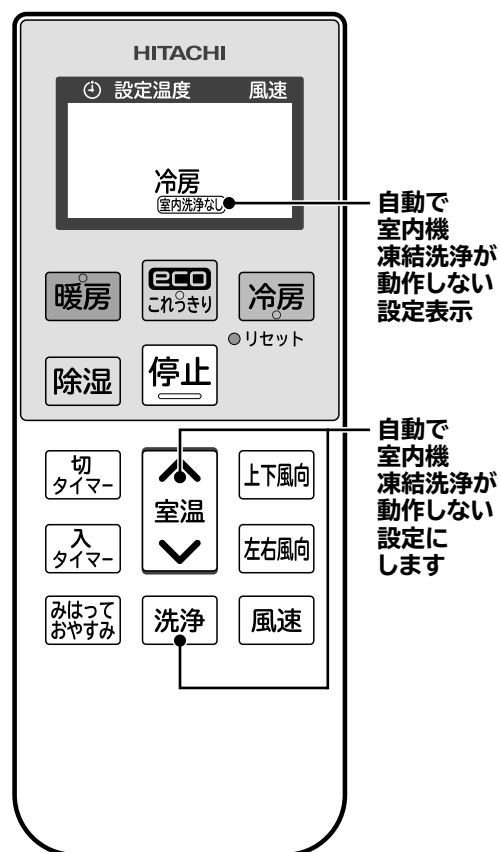 HITACHI
設定温度 風速
冷房
室内洗浄なし
自動で
室内機
凍結洗浄が
動作しない
設定表示
暖房
eco
これっきり
冷房
リセット
除湿
停止
自動で
室内機
凍結洗浄が
動作しない
設定に
します
切
タイマー
室温
上下風向
入
タイマー
左右風向
みはって
おやすみ
洗浄
風速